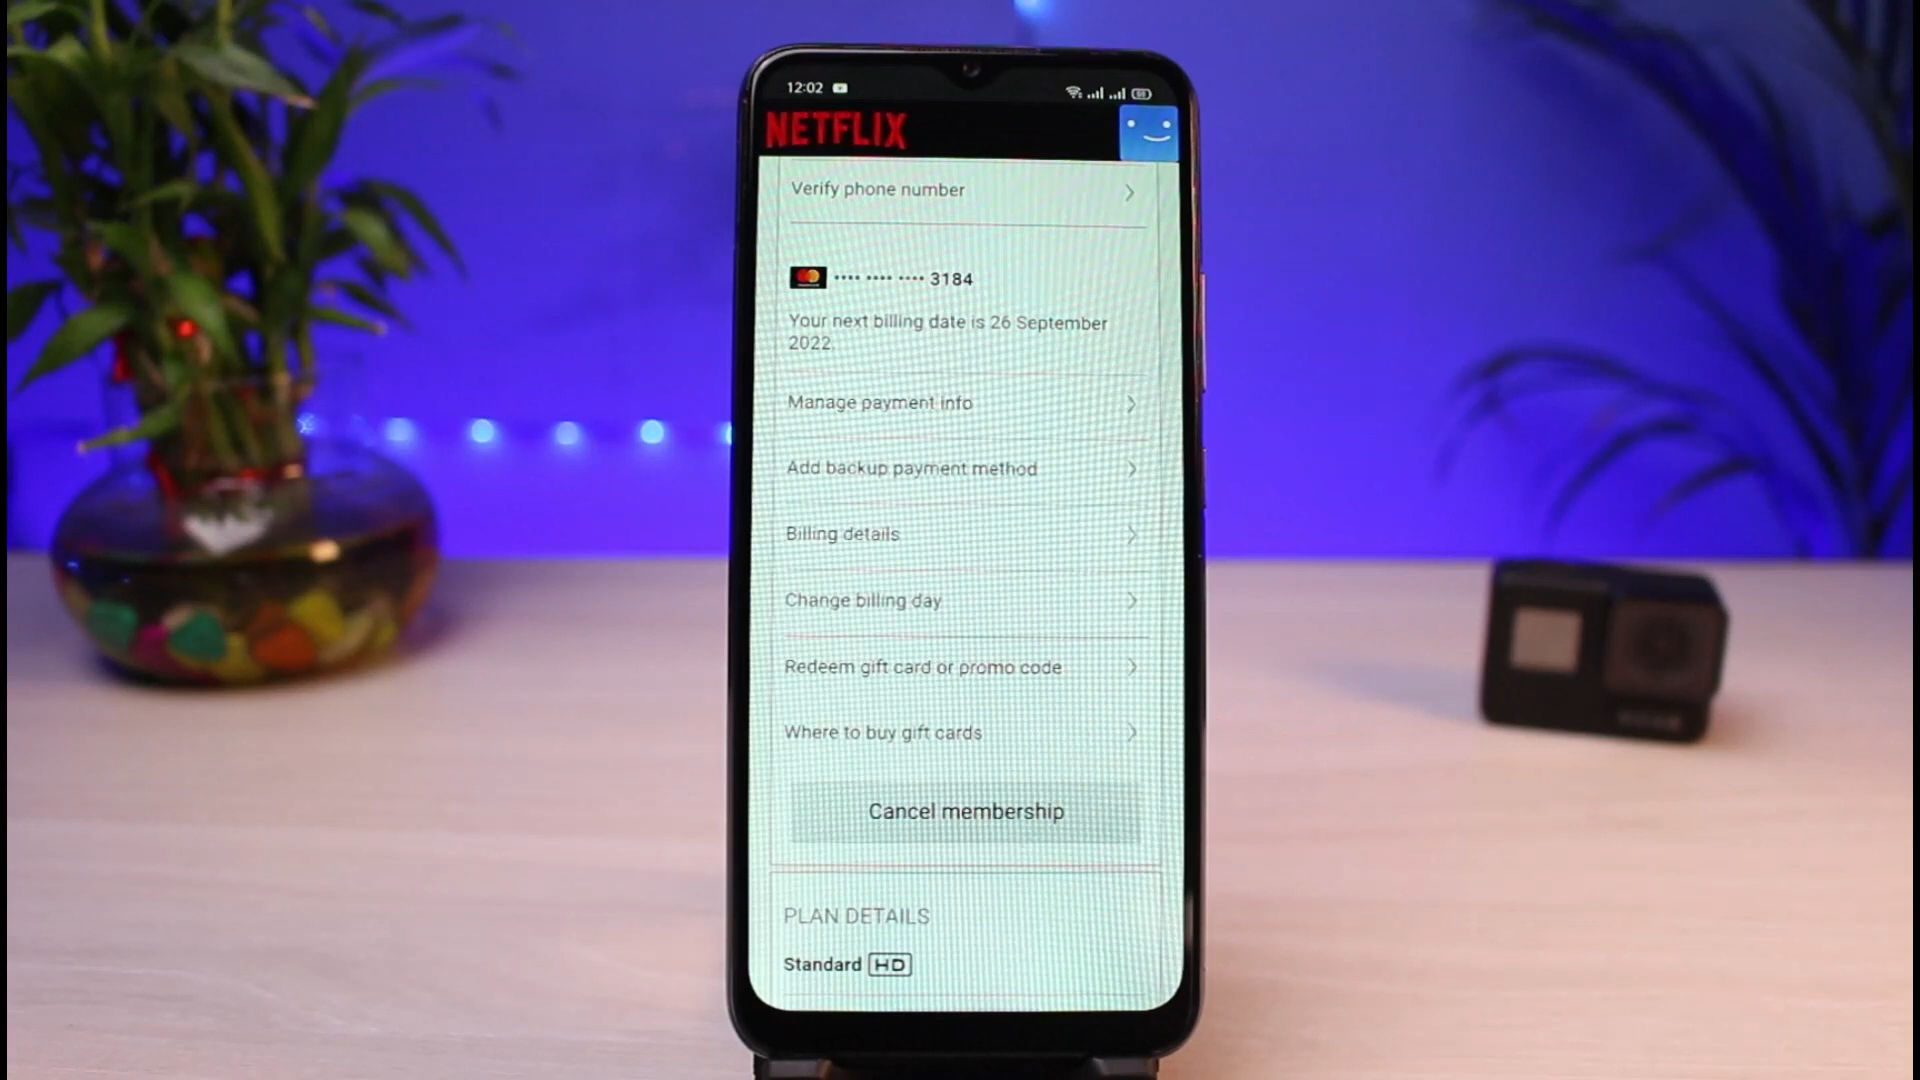 12:02
NETFLIX
Verify phone number
•••• •••• •••• 3184
Your next billing date is 26 September
2022.
Manage payment info
Add backup payment method
Billing details
Change billing day
Redeem gift card or promo code
Where to buy gift cards
Cancel membership
PLAN DETAILS
Standard HD